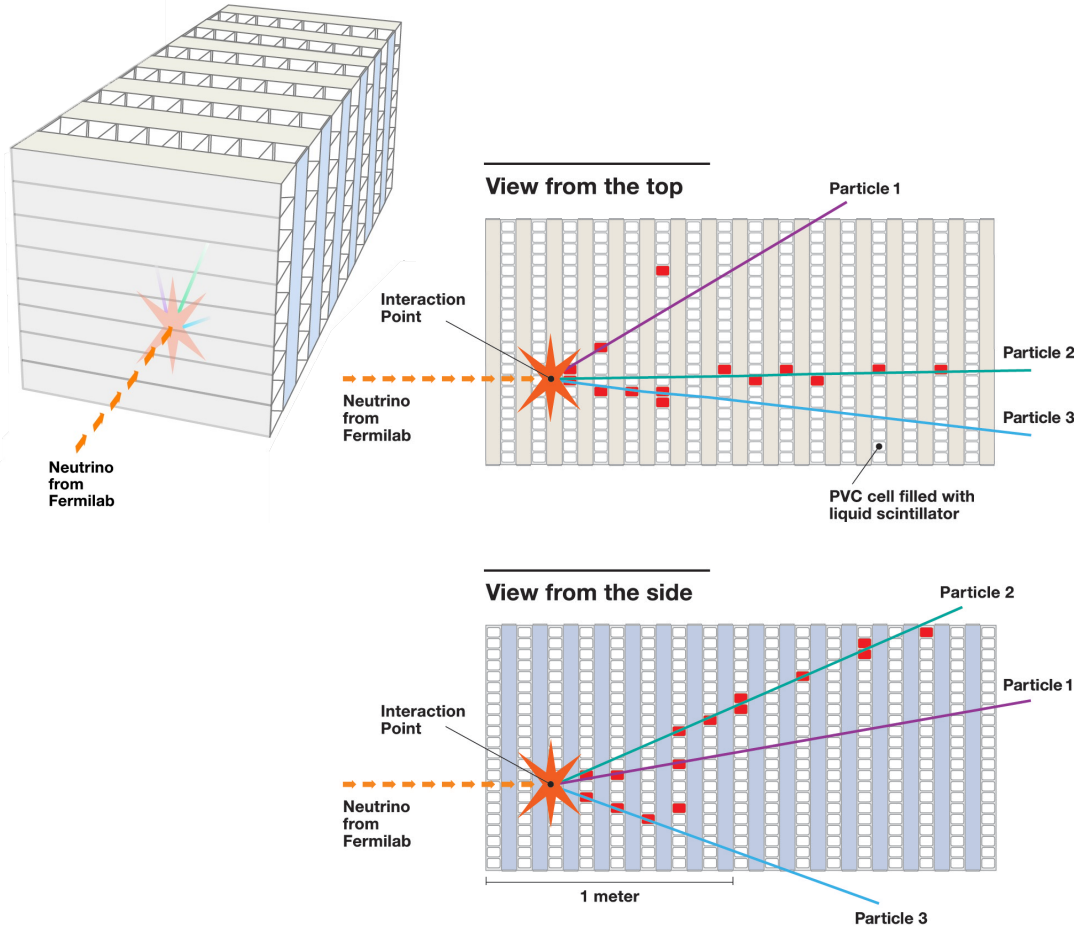 Neutrino
from
Fermilab
View from the top
Particle 1
Interaction
Point
Particle 2
Neutrino
from
Fermilab
Particle 3
PVC cell filled with
liquid scintillator
View from the side
Particle 2
Particle 1
Interaction
Point
Neutrino
from
Fermilab
1 meter
Particle 3